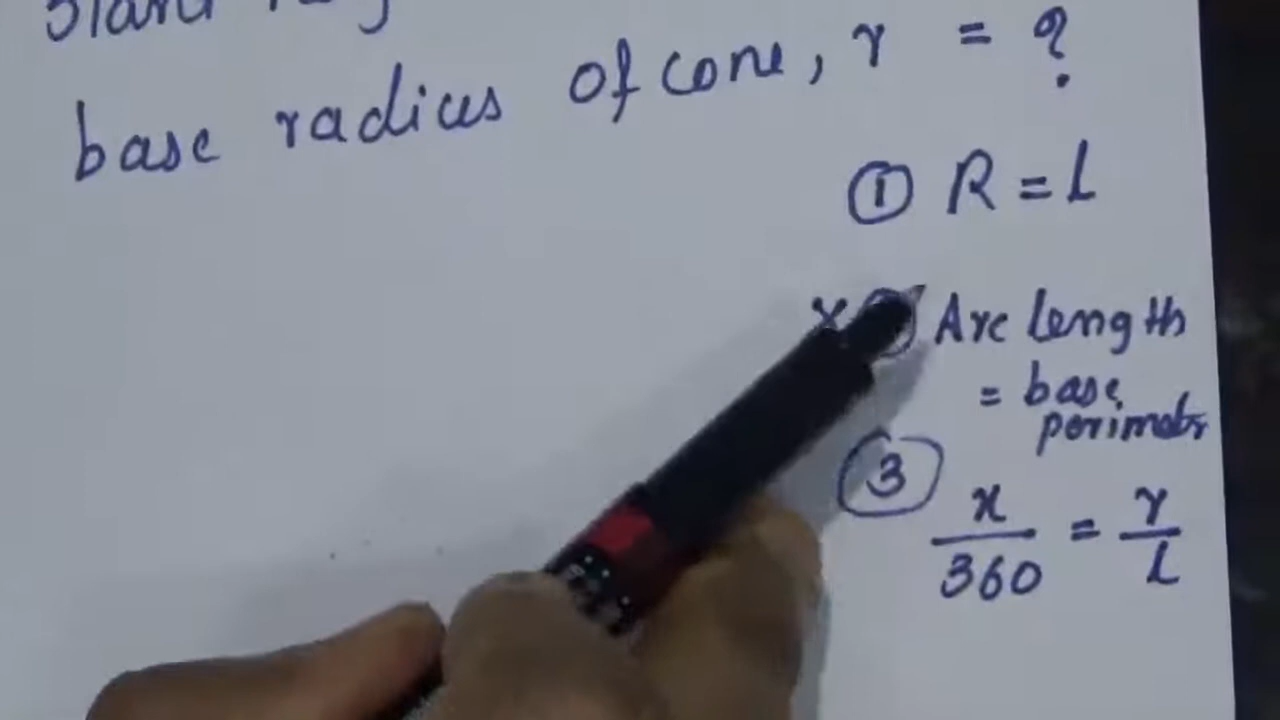 base radius of cone, r = ?
① R = L
x Arc length
= base
perimeter
③
x/360 = r/L